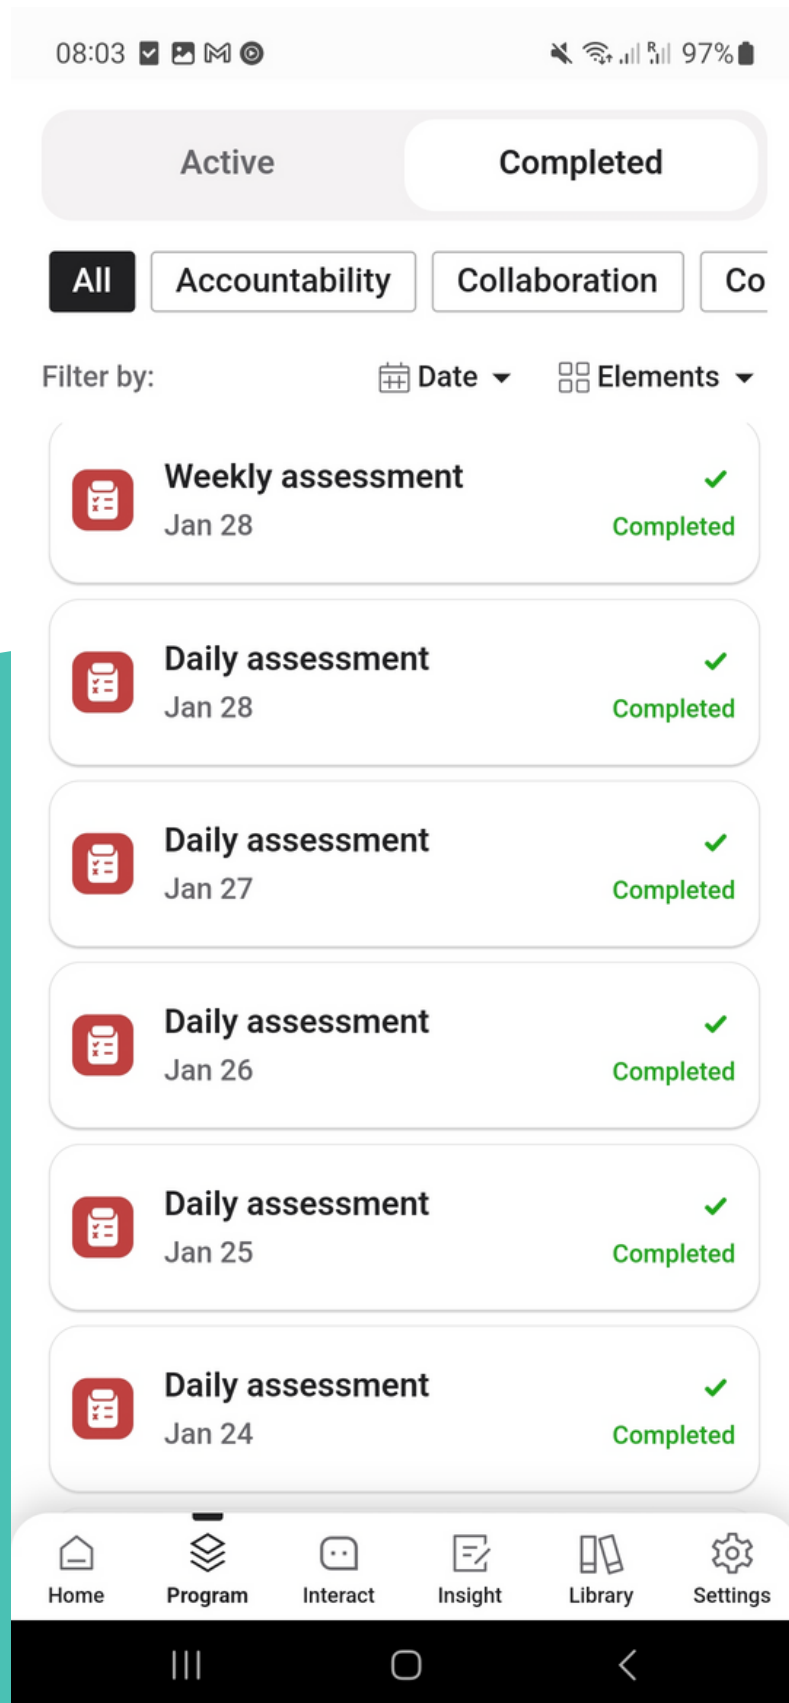 08:03 97%
Active Completed
All Accountability Collaboration Co
Filter by: Date Elements
Weekly assessment
Jan 28 Completed
Daily assessment
Jan 28 Completed
Daily assessment
Jan 27 Completed
Daily assessment
Jan 26 Completed
Daily assessment
Jan 25 Completed
Daily assessment
Jan 24 Completed
Home Program Interact Insight Library Settings